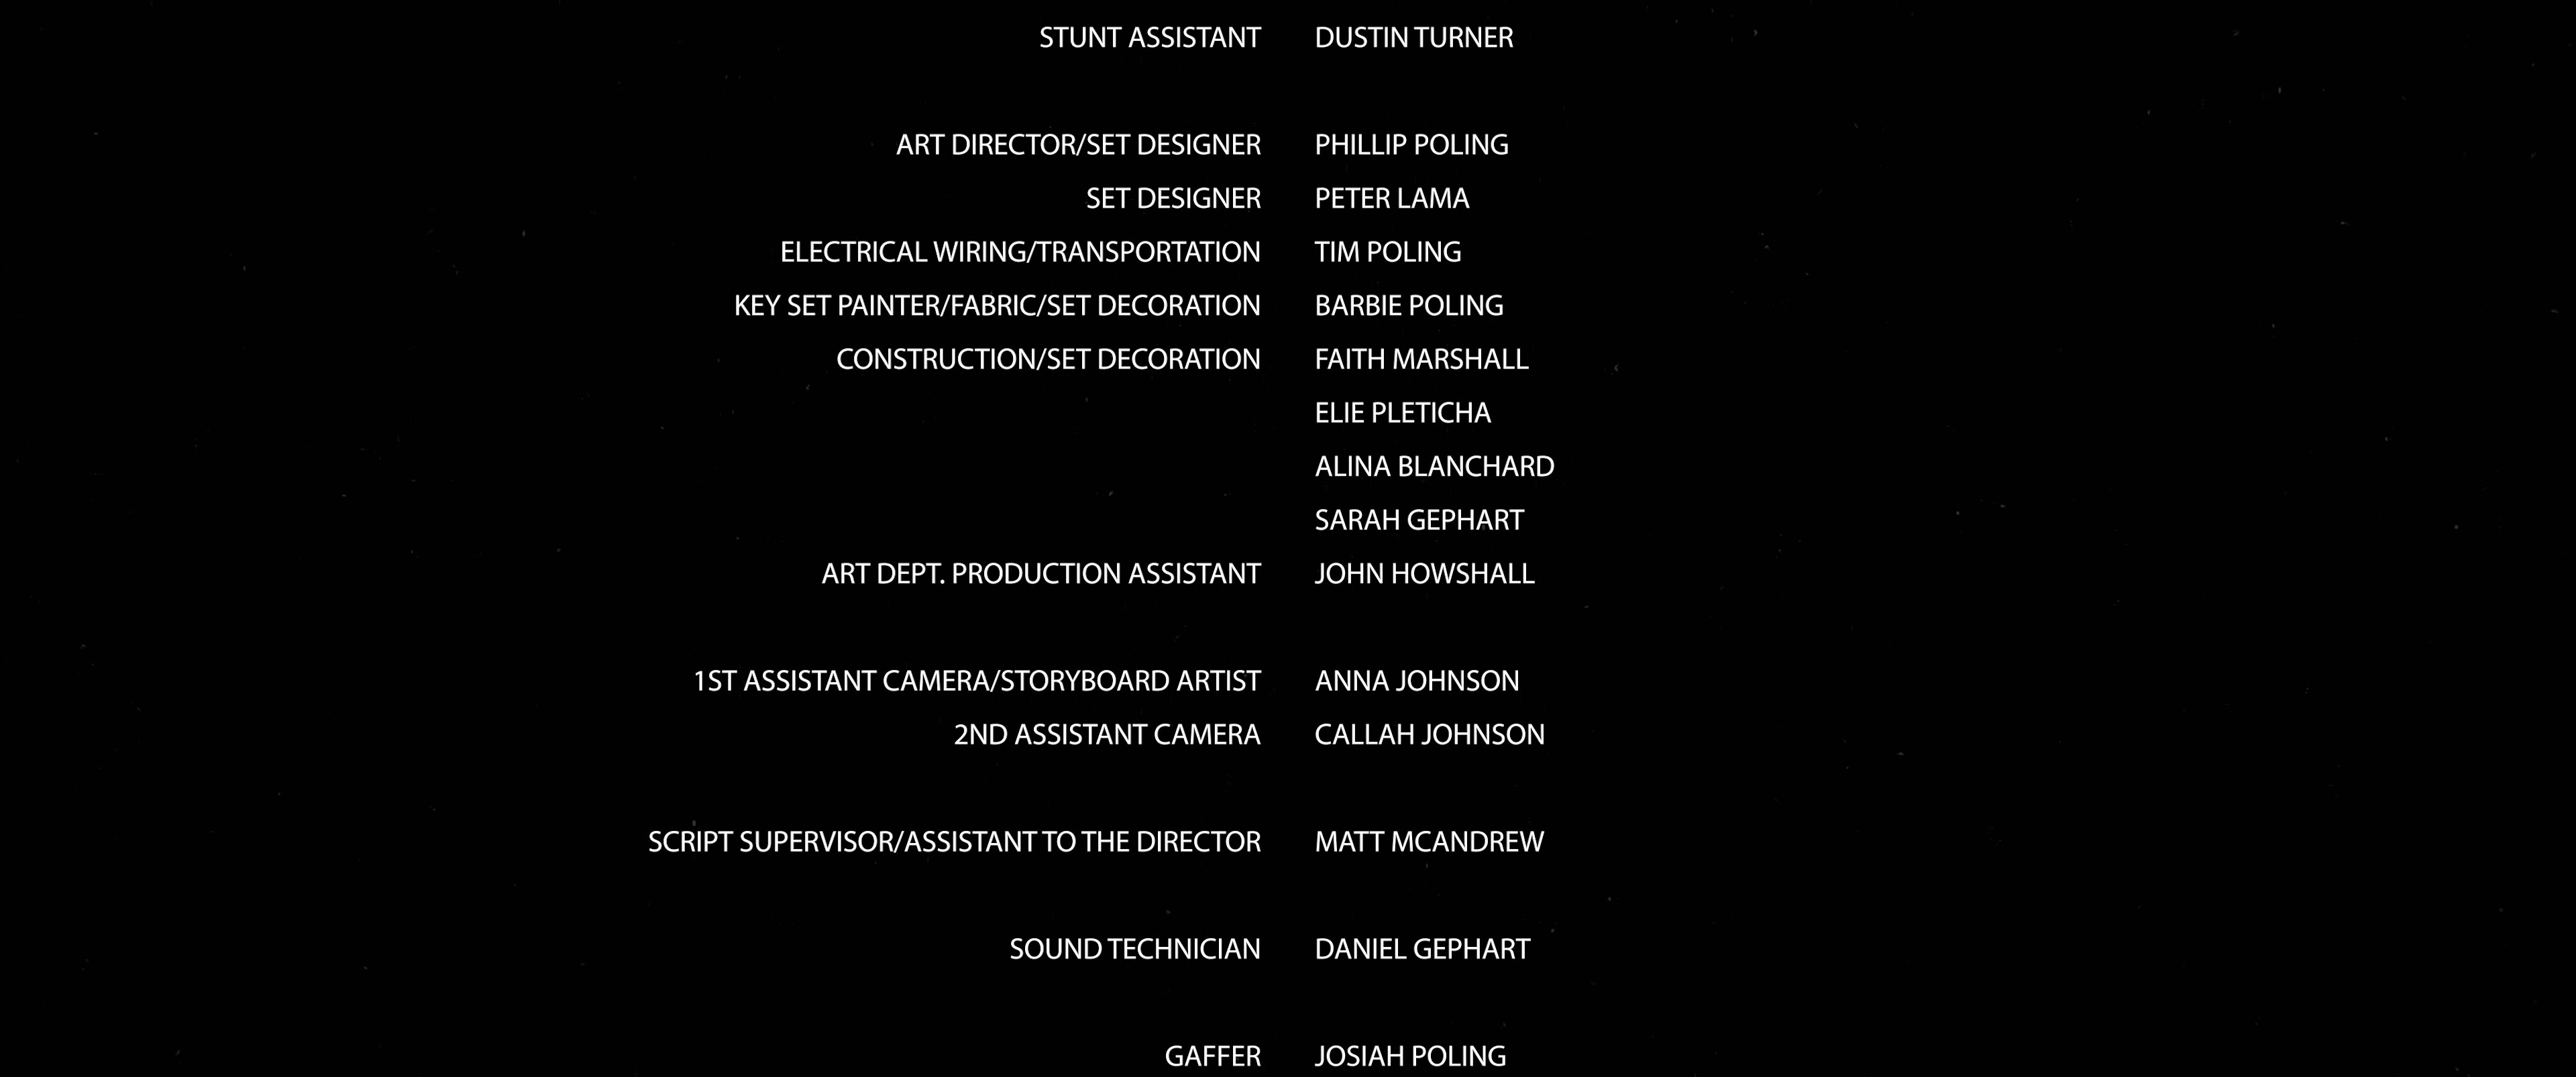 STUNT ASSISTANT DUSTIN TURNER
ART DIRECTOR/SET DESIGNER PHILLIP POLING
SET DESIGNER PETER LAMA
ELECTRICAL WIRING/TRANSPORTATION TIM POLING
KEY SET PAINTER/FABRIC/SET DECORATION BARBIE POLING
CONSTRUCTION/SET DECORATION FAITH MARSHALL
ELIE PLETICHA
ALINA BLANCHARD
SARAH GEPHART
ART DEPT. PRODUCTION ASSISTANT JOHN HOWSHALL
1ST ASSISTANT CAMERA/STORYBOARD ARTIST ANNA JOHNSON
2ND ASSISTANT CAMERA CALLAH JOHNSON
SCRIPT SUPERVISOR/ASSISTANT TO THE DIRECTOR MATT MCANDREW
SOUND TECHNICIAN DANIEL GEPHART
GAFFER JOSIAH POLING